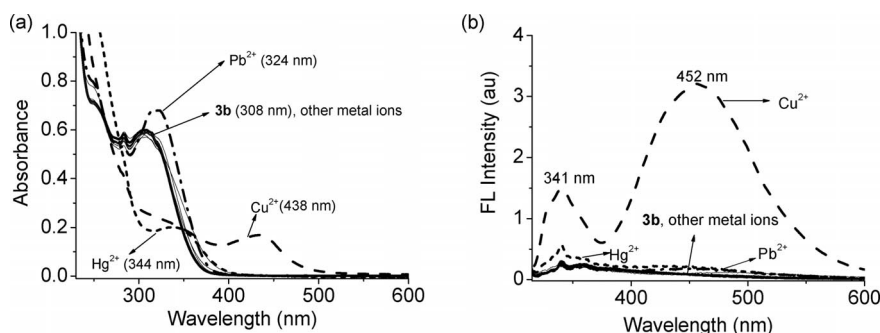 (a)
1.0
0.8
0.6
0.4
0.2
0.0
Absorbance
Pb²⁺ (324 nm)
3b (308 nm), other metal ions
Cu²⁺(438 nm)
Hg²⁺ (344 nm)
300
400
500
600
Wavelength (nm)
(b)
4
3
2
1
0
FL Intensity (au)
452 nm
Cu²⁺
341 nm
3b, other metal ions
Hg²⁺
Pb²⁺
400
500
600
Wavelength (nm)